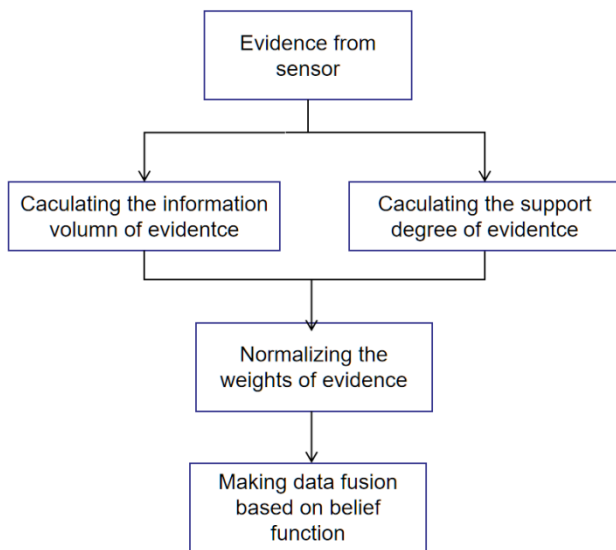 Evidence from
sensor
Caculating the information
volumn of evidentce
Caculating the support
degree of evidentce
Normalizing the
weights of evidence
Making data fusion
based on belief
function